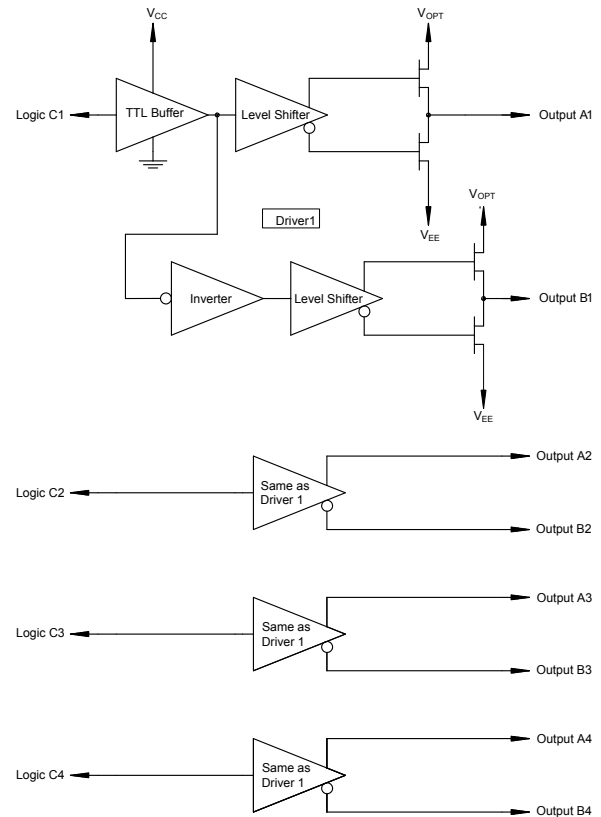 VCC
VOPT
Logic C1
TTL Buffer
Level Shifter
Output A1
Driver1
VEE
VOPT
Inverter
Level Shifter
Output B1
VEE
Logic C2
Same as
Driver 1
Output A2
Output B2
Logic C3
Same as
Driver 1
Output A3
Output B3
Logic C4
Same as
Driver 1
Output A4
Output B4